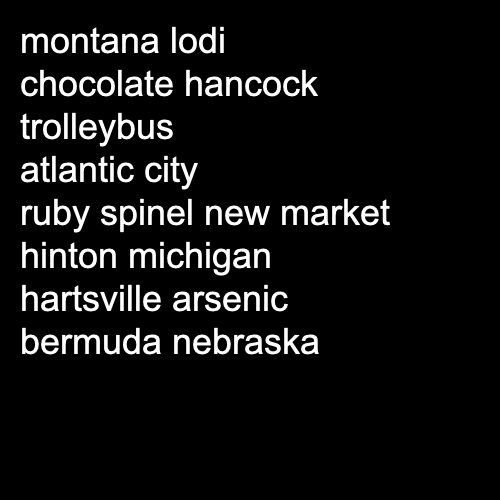 montana lodi
chocolate hancock
trolleybus
atlantic city
ruby spinel new market
hinton michigan
hartsville arsenic
bermuda nebraska